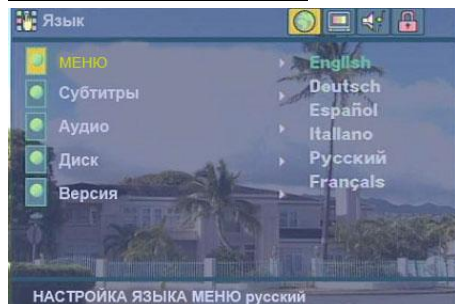 Язык
МЕНЮ
Субтитры
Аудио
Диск
Версия
English
Deutsch
Español
Itallano
Русский
Français
НАСТРОЙКА ЯЗЫКА МЕНЮ русский